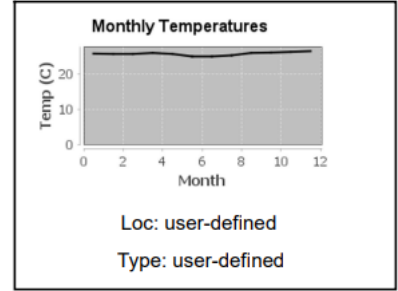 Monthly Temperatures
Temp (C)
20
10
0
0 2 4 6 8 10 12
Month
Loc: user-defined
Type: user-defined